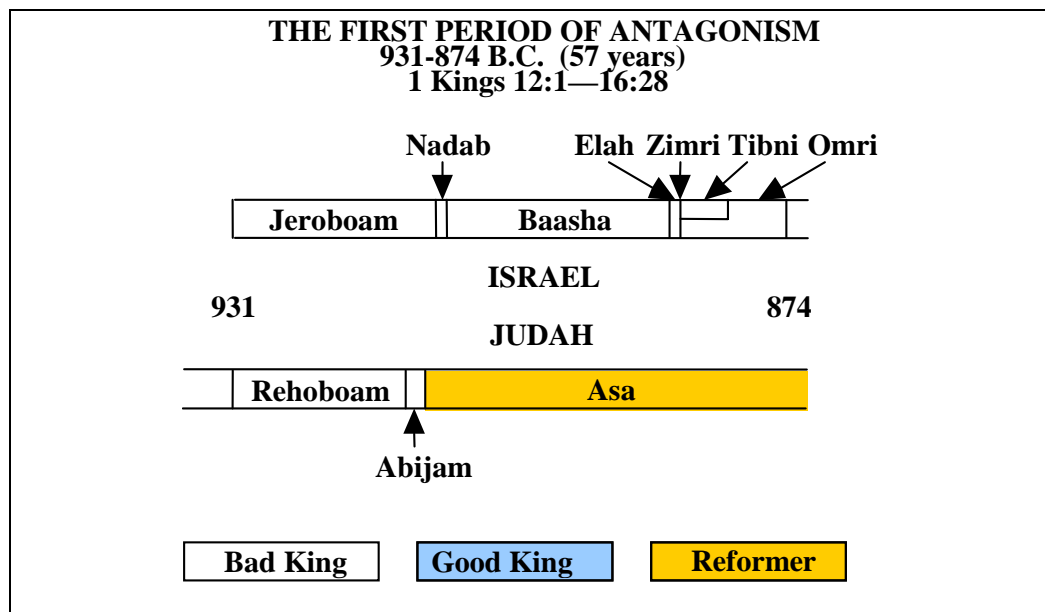 THE FIRST PERIOD OF ANTAGONISM
931-874 B.C. (57 years)
1 Kings 12:1—16:28
Nadab Elah Zimri Tibni Omri
Jeroboam Baasha
ISRAEL
931 874
JUDAH
Rehoboam Asa
Abijam
Bad King Good King Reformer